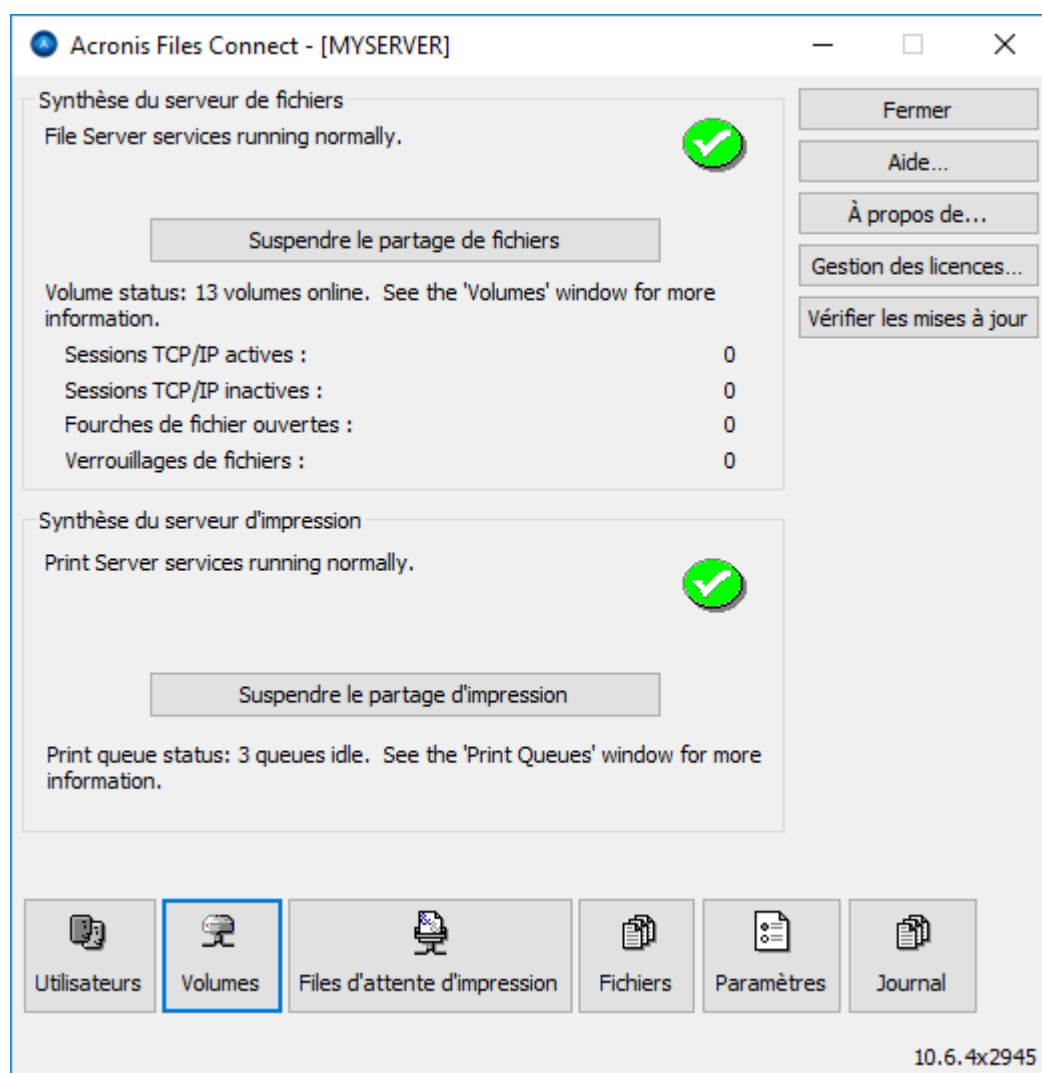 Acronis Files Connect - [MYSERVER]
Synthèse du serveur de fichiers
File Server services running normally.
Suspendre le partage de fichiers
Volume status: 13 volumes online. See the 'Volumes' window for more
information.
Sessions TCP/IP actives : 0
Sessions TCP/IP inactives : 0
Fourches de fichier ouvertes : 0
Verrouillages de fichiers : 0
Fermer
Aide...
À propos de...
Gestion des licences...
Vérifier les mises à jour
Synthèse du serveur d'impression
Print Server services running normally.
Suspendre le partage d'impression
Print queue status: 3 queues idle. See the 'Print Queues' window for more
information.
Utilisateurs
Volumes
Files d'attente d'impression
Fichiers
Paramètres
Journal
10.6.4x2945